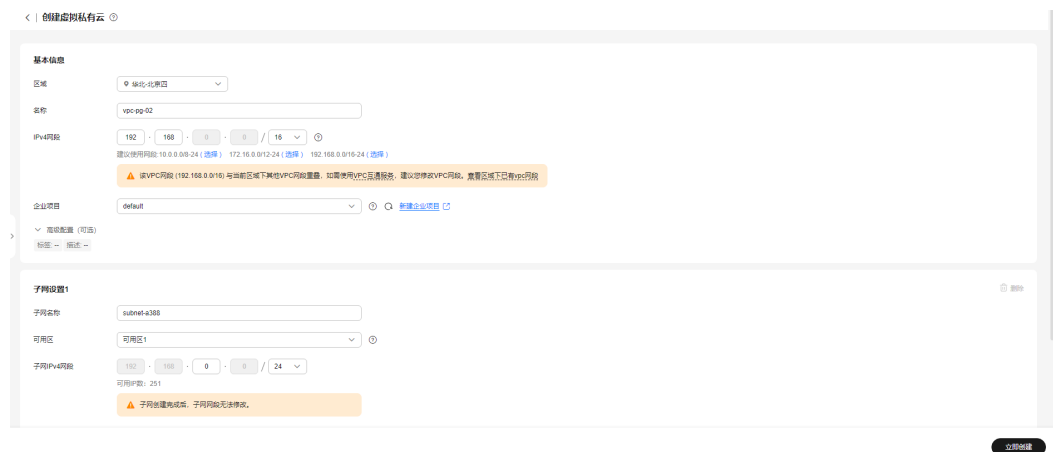 创建虚拟私有云
基本信息
区域 华北-北京四
名称 vpc-pg-02
IPv4网段 192 · 168 · 0 · 0 / 16
建议使用网段:10.0.0.0/8-24 ( 选择 ) 172.16.0.0/12-24 ( 选择 ) 192.168.0.0/16-24 ( 选择 )
该VPC网段 (192.168.0.0/16) 与当前区域下其他VPC网段重叠，如需使用VPC互通服务，建议您修改VPC网段。查看区域下已有vpc网段
企业项目 default 新建企业项目
高级配置（可选）
标签: -- 描述: --
子网设置1 删除
子网名称 subnet-a388
可用区 可用区1
子网IPv4网段 192 · 168 · 0 · 0 / 24
可用IP数：251
子网创建完成后，子网网段无法修改。
立即创建